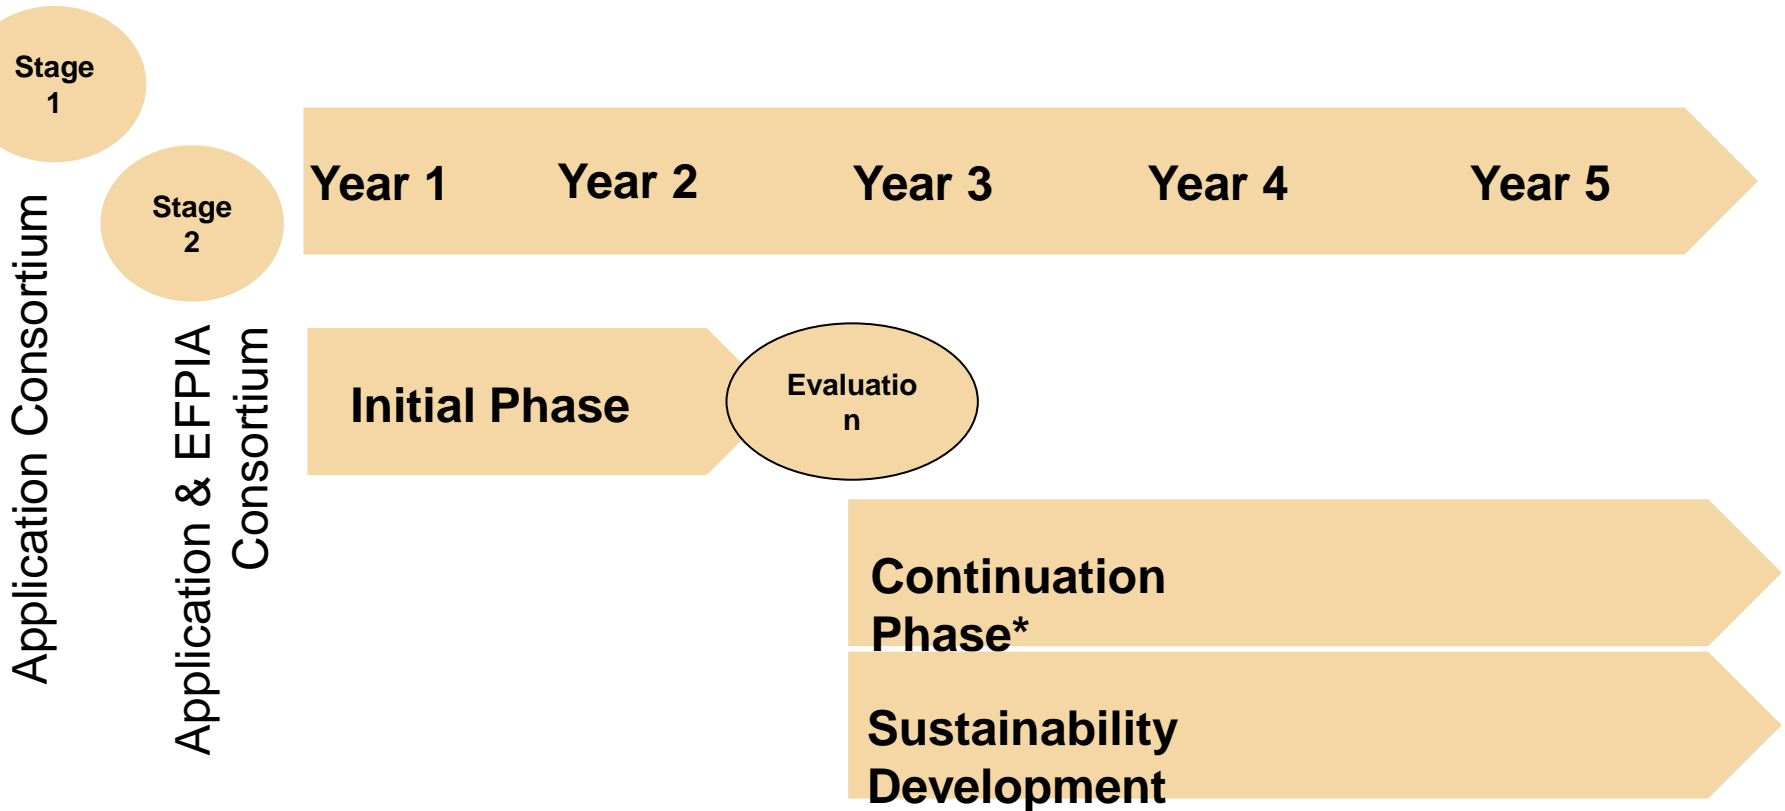 Stage
1
Application Consortium
Stage
2
Application & EFPIA
Consortium
Year 1 Year 2 Year 3 Year 4 Year 5
Initial Phase
Evaluatio
n
Continuation
Phase*
Sustainability
Development